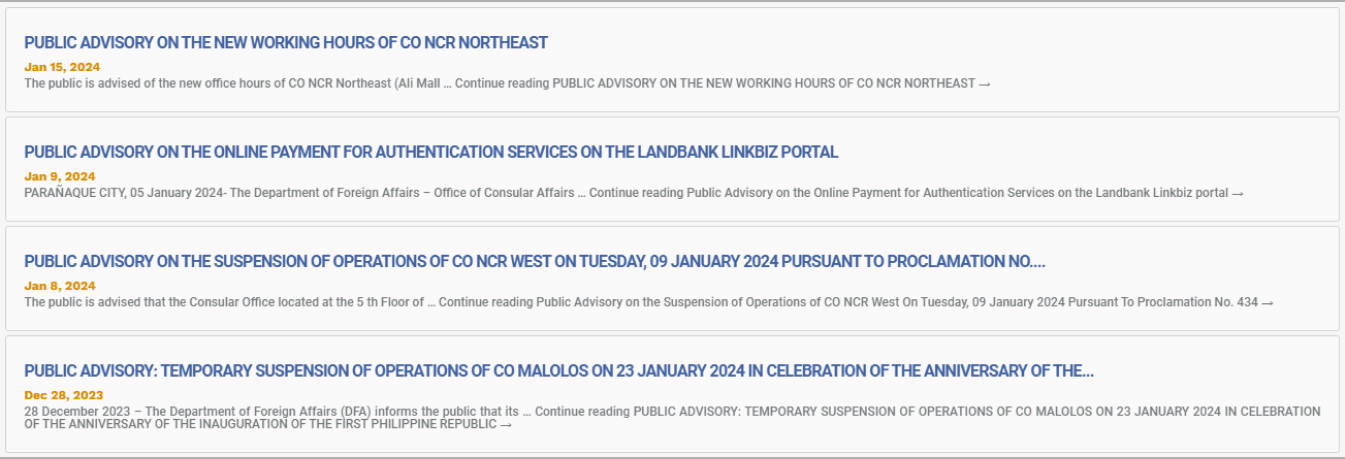 PUBLIC ADVISORY ON THE NEW WORKING HOURS OF CO NCR NORTHEAST
Jan 15, 2024
The public is advised of the new office hours of CO NCR Northeast (Ali Mall ... Continue reading PUBLIC ADVISORY ON THE NEW WORKING HOURS OF CO NCR NORTHEAST →
PUBLIC ADVISORY ON THE ONLINE PAYMENT FOR AUTHENTICATION SERVICES ON THE LANDBANK LINKBIZ PORTAL
Jan 9, 2024
PARAÑAQUE CITY, 05 January 2024- The Department of Foreign Affairs – Office of Consular Affairs ... Continue reading Public Advisory on the Online Payment for Authentication Services on the Landbank Linkbiz portal →
PUBLIC ADVISORY ON THE SUSPENSION OF OPERATIONS OF CO NCR WEST ON TUESDAY, 09 JANUARY 2024 PURSUANT TO PROCLAMATION NO....
Jan 8, 2024
The public is advised that the Consular Office located at the 5 th Floor of ... Continue reading Public Advisory on the Suspension of Operations of CO NCR West On Tuesday, 09 January 2024 Pursuant To Proclamation No. 434 →
PUBLIC ADVISORY: TEMPORARY SUSPENSION OF OPERATIONS OF CO MALOLOS ON 23 JANUARY 2024 IN CELEBRATION OF THE ANNIVERSARY OF THE...
Dec 28, 2023
28 December 2023 – The Department of Foreign Affairs (DFA) informs the public that its ... Continue reading PUBLIC ADVISORY: TEMPORARY SUSPENSION OF OPERATIONS OF CO MALOLOS ON 23 JANUARY 2024 IN CELEBRATION
OF THE ANNIVERSARY OF THE INAUGURATION OF THE FIRST PHILIPPINE REPUBLIC →